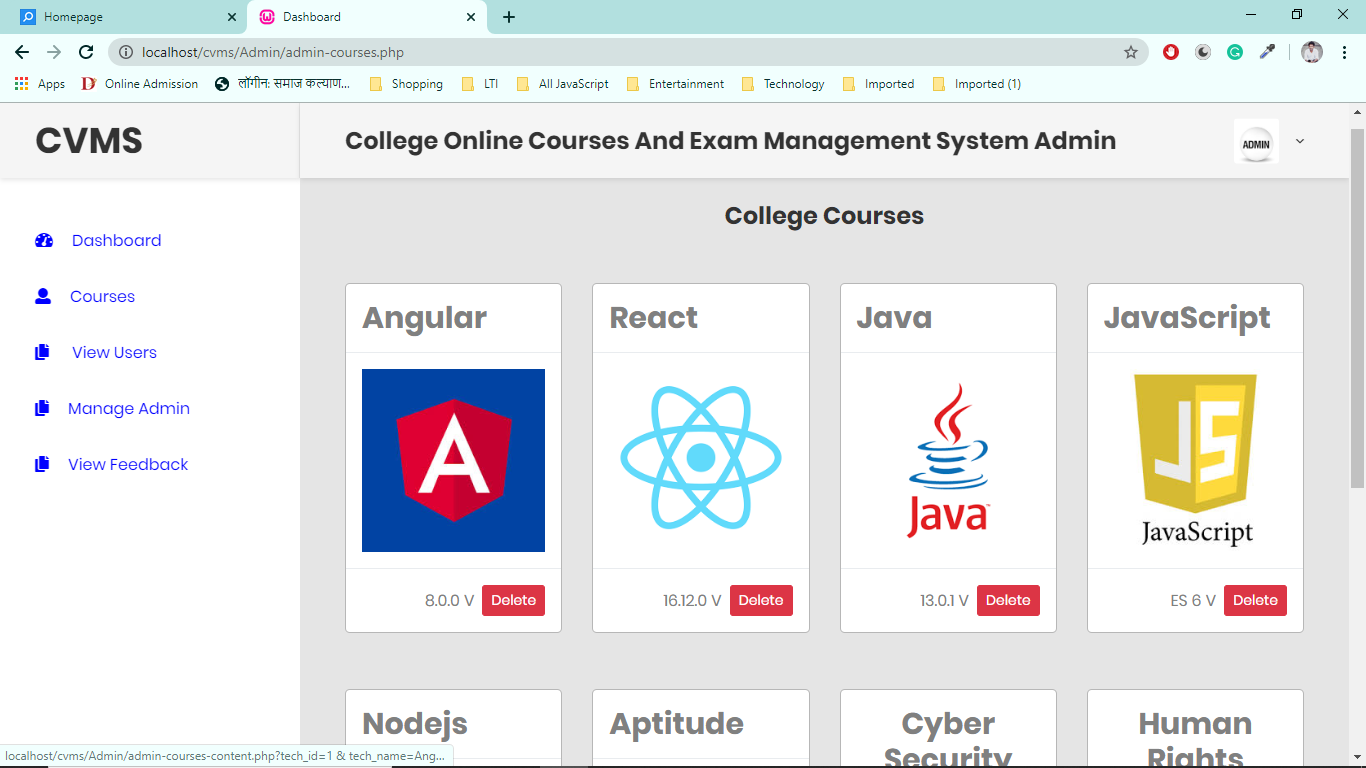 Homepage
Dashboard
localhost/cvms/Admin/admin-courses.php
Apps
Online Admission
लॉगीन: समाज कल्याण...
Shopping
LTI
All JavaScript
Entertainment
Technology
Imported
Imported (1)
CVMS
College Online Courses And Exam Management System Admin
ADMIN
Dashboard
Courses
View Users
Manage Admin
View Feedback
College Courses
Angular
A
8.0.0 V
Delete
React
16.12.0 V
Delete
Java
Java™
13.0.1 V
Delete
JavaScript
JS
JavaScript
ES 6 V
Delete
Nodejs
Aptitude
Cyber
Security
Human
Rights
localhost/cvms/Admin/admin-courses-content.php?tech_id=1 & tech_name=Ang...